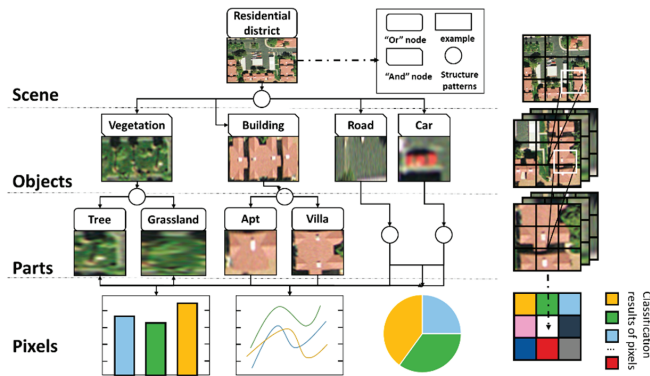 Residential
district
"Or" node
example
"And" node
Structure
patterns
Scene
Vegetation
Building
Road
Car
Objects
Tree
Grassland
Apt
Villa
Parts
Pixels
Classification
results of pixels
...